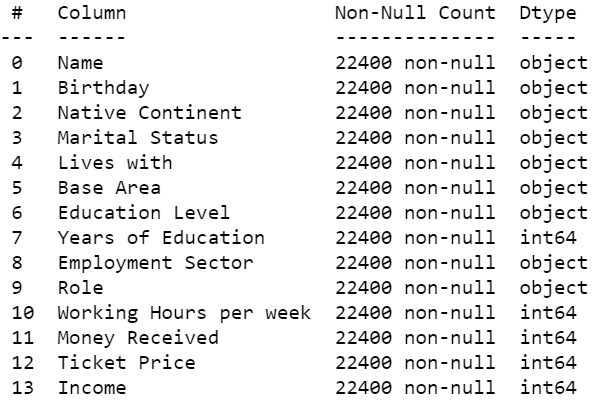 #   Column                  Non-Null Count  Dtype
---  ------                  --------------  -----
0   Name                    22400 non-null  object
1   Birthday                22400 non-null  object
2   Native Continent        22400 non-null  object
3   Marital Status          22400 non-null  object
4   Lives with              22400 non-null  object
5   Base Area               22400 non-null  object
6   Education Level         22400 non-null  object
7   Years of Education      22400 non-null  int64
8   Employment Sector       22400 non-null  object
9   Role                    22400 non-null  object
10  Working Hours per week  22400 non-null  int64
11  Money Received          22400 non-null  int64
12  Ticket Price            22400 non-null  int64
13  Income                  22400 non-null  int64